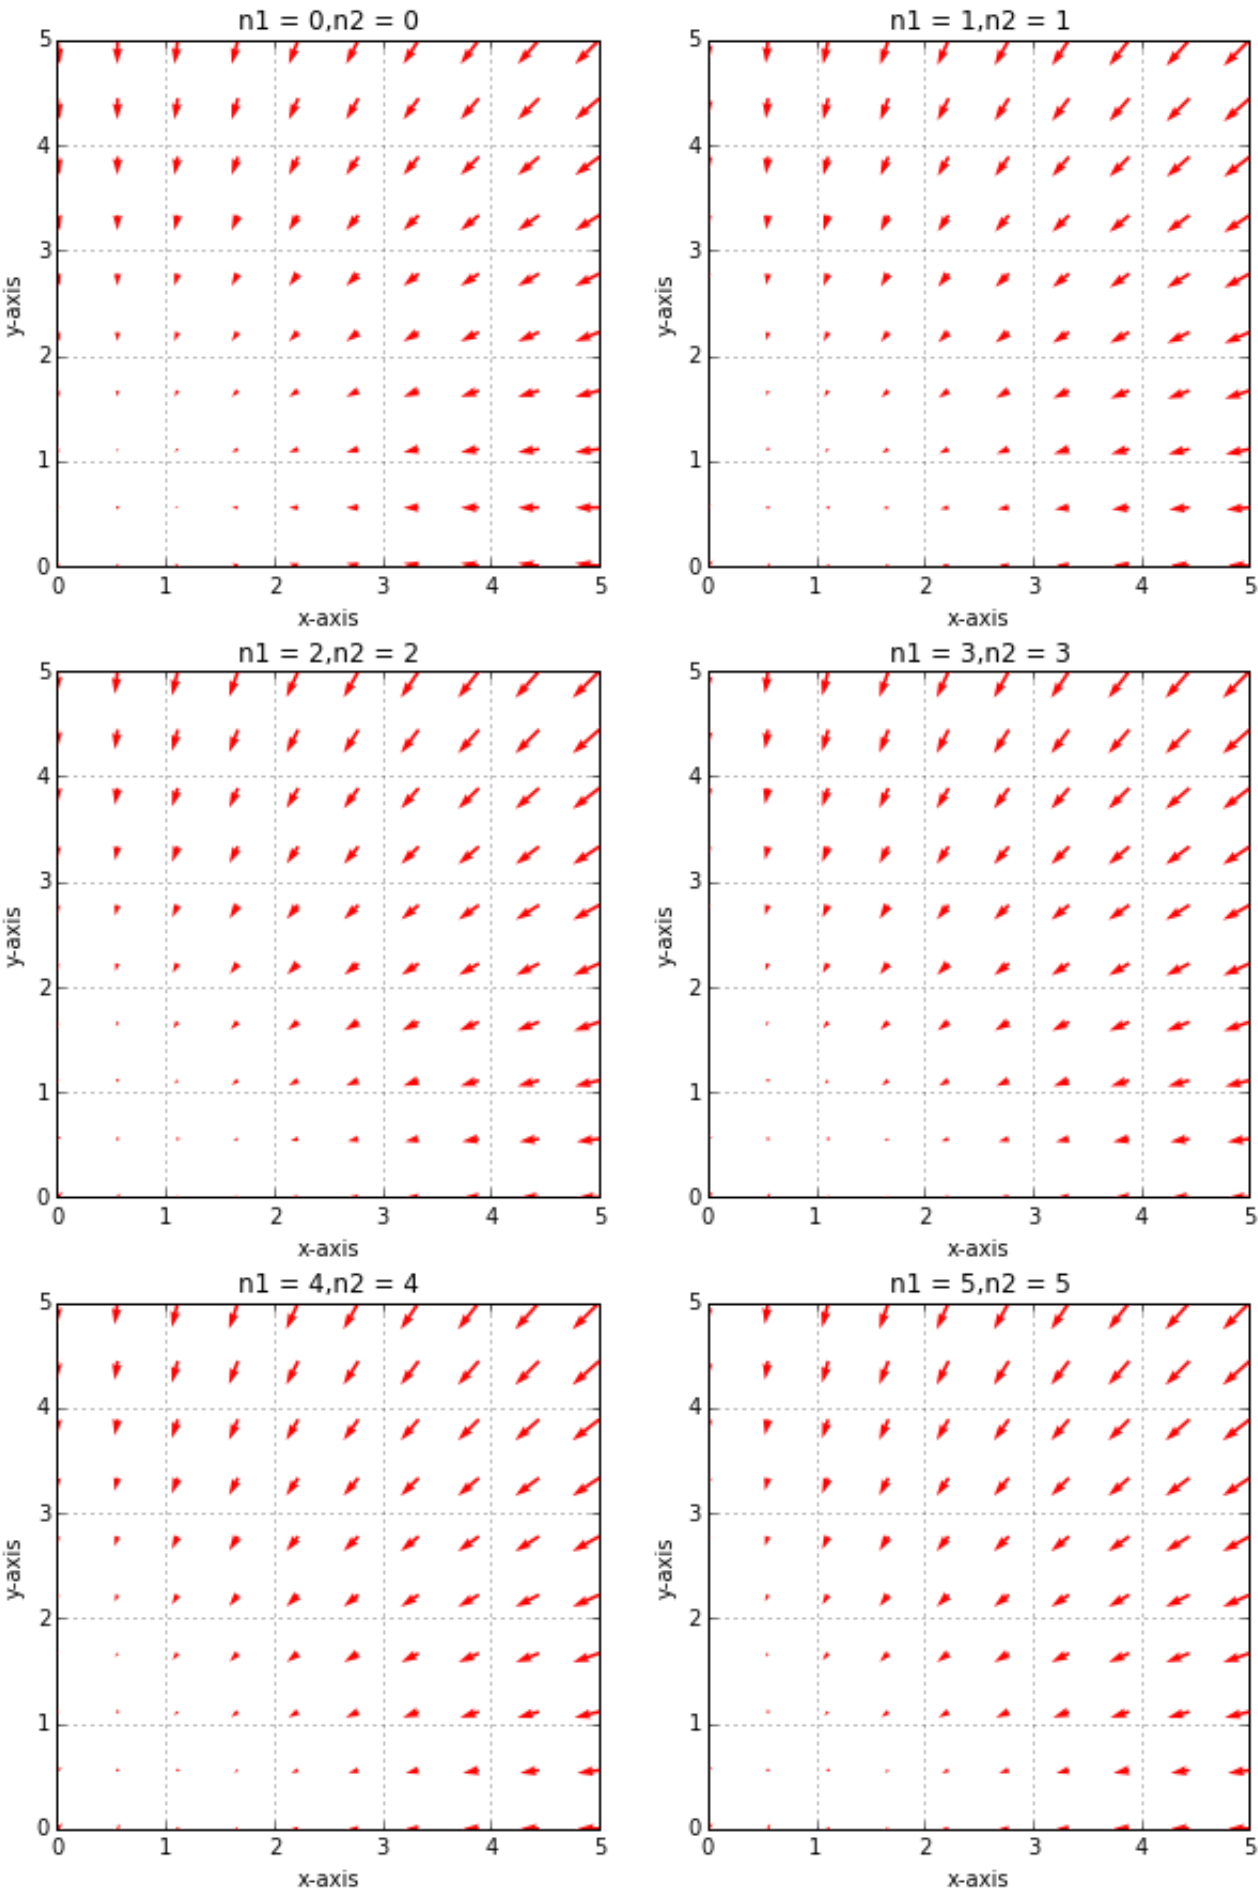 n1 = 0,n2 = 0
n1 = 1,n2 = 1
5
4
3
2
1
0
y-axis
0 1 2 3 4 5
x-axis
5
4
3
2
1
0
y-axis
0 1 2 3 4 5
x-axis
n1 = 2,n2 = 2
n1 = 3,n2 = 3
5
4
3
2
1
0
y-axis
0 1 2 3 4 5
x-axis
5
4
3
2
1
0
y-axis
0 1 2 3 4 5
x-axis
n1 = 4,n2 = 4
n1 = 5,n2 = 5
5
4
3
2
1
0
y-axis
0 1 2 3 4 5
x-axis
5
4
3
2
1
0
y-axis
0 1 2 3 4 5
x-axis